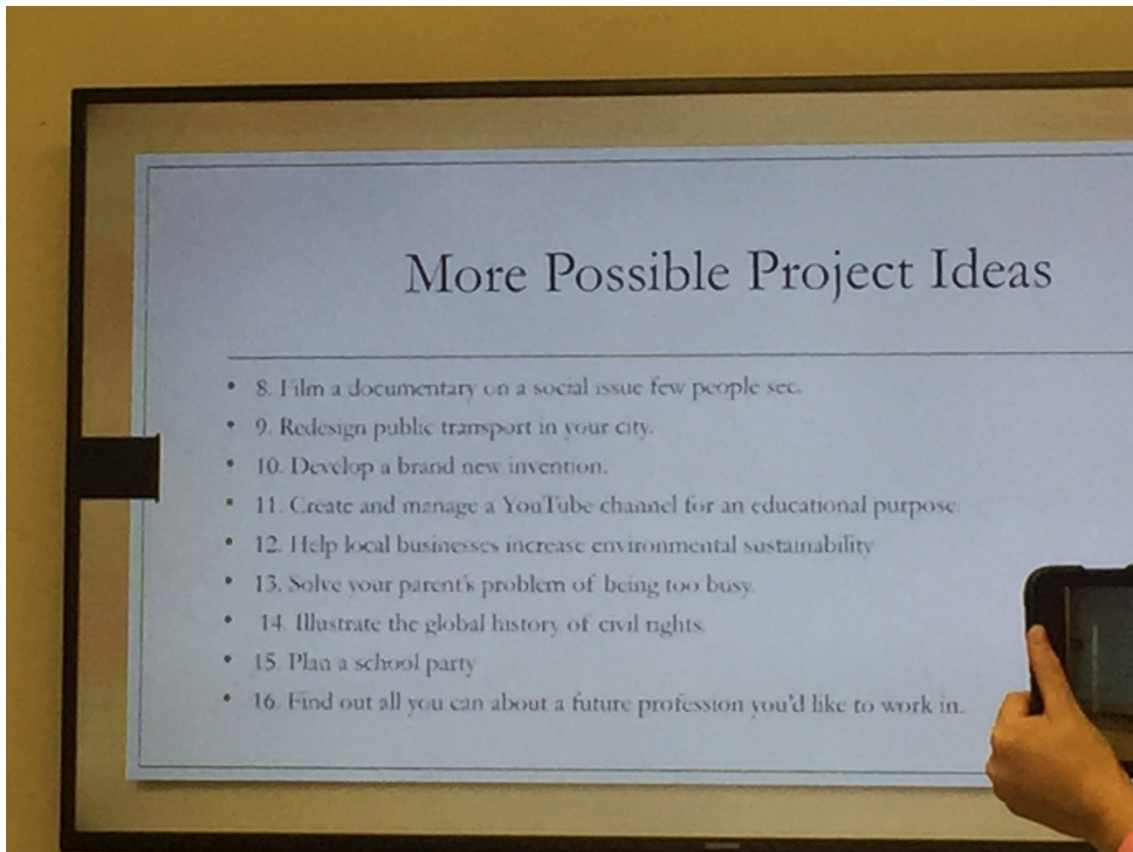 More Possible Project Ideas
• 8. Film a documentary on a social issue few people see.
• 9. Redesign public transport in your city.
• 10. Develop a brand new invention.
• 11. Create and manage a YouTube channel for an educational purpose
• 12. Help local businesses increase environmental sustainability
• 13. Solve your parent's problem of being too busy.
• 14. Illustrate the global history of civil rights.
• 15. Plan a school party
• 16. Find out all you can about a future profession you'd like to work in.